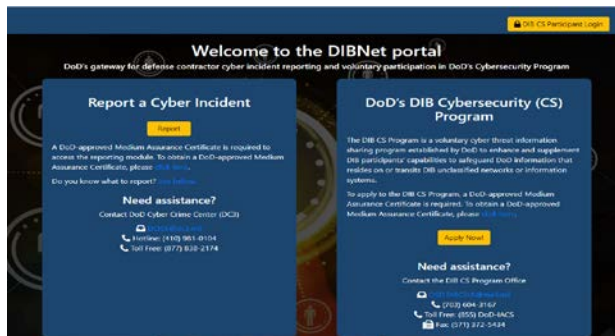 DIB CS Participant Login
Welcome to the DIBNet portal
DoD's gateway for defense contractor cyber incident reporting and voluntary participation in DoD's Cybersecurity Program
Report a Cyber Incident
Report
A DoD-approved Medium Assurance Certificate is required to
access the reporting module. To obtain a DoD-approved Medium
Assurance Certificate, please click here.
Do you know what to report?
Need assistance?
Contact DoD Cyber Crime Center (DC3)
Hotline: (410) 981-0104
Toll Free: (877) 838-2174
DoD's DIB Cybersecurity (CS)
Program
The DIB CS Program is a voluntary cyber threat information
sharing program established by DoD to enhance and supplement
DIB participants' capabilities to safeguard DoD information that
resides on or transits DIB unclassified networks or information
systems.
To apply to the DIB CS Program, a DoD-approved Medium
Assurance Certificate is required. To obtain a DoD-approved
Medium Assurance Certificate, please click here.
Apply Now!
Need assistance?
Contact the DIB CS Program Office
(703) 604-3167
Toll Free: (855) DoD-IACS
Fax: (571) 372-5434